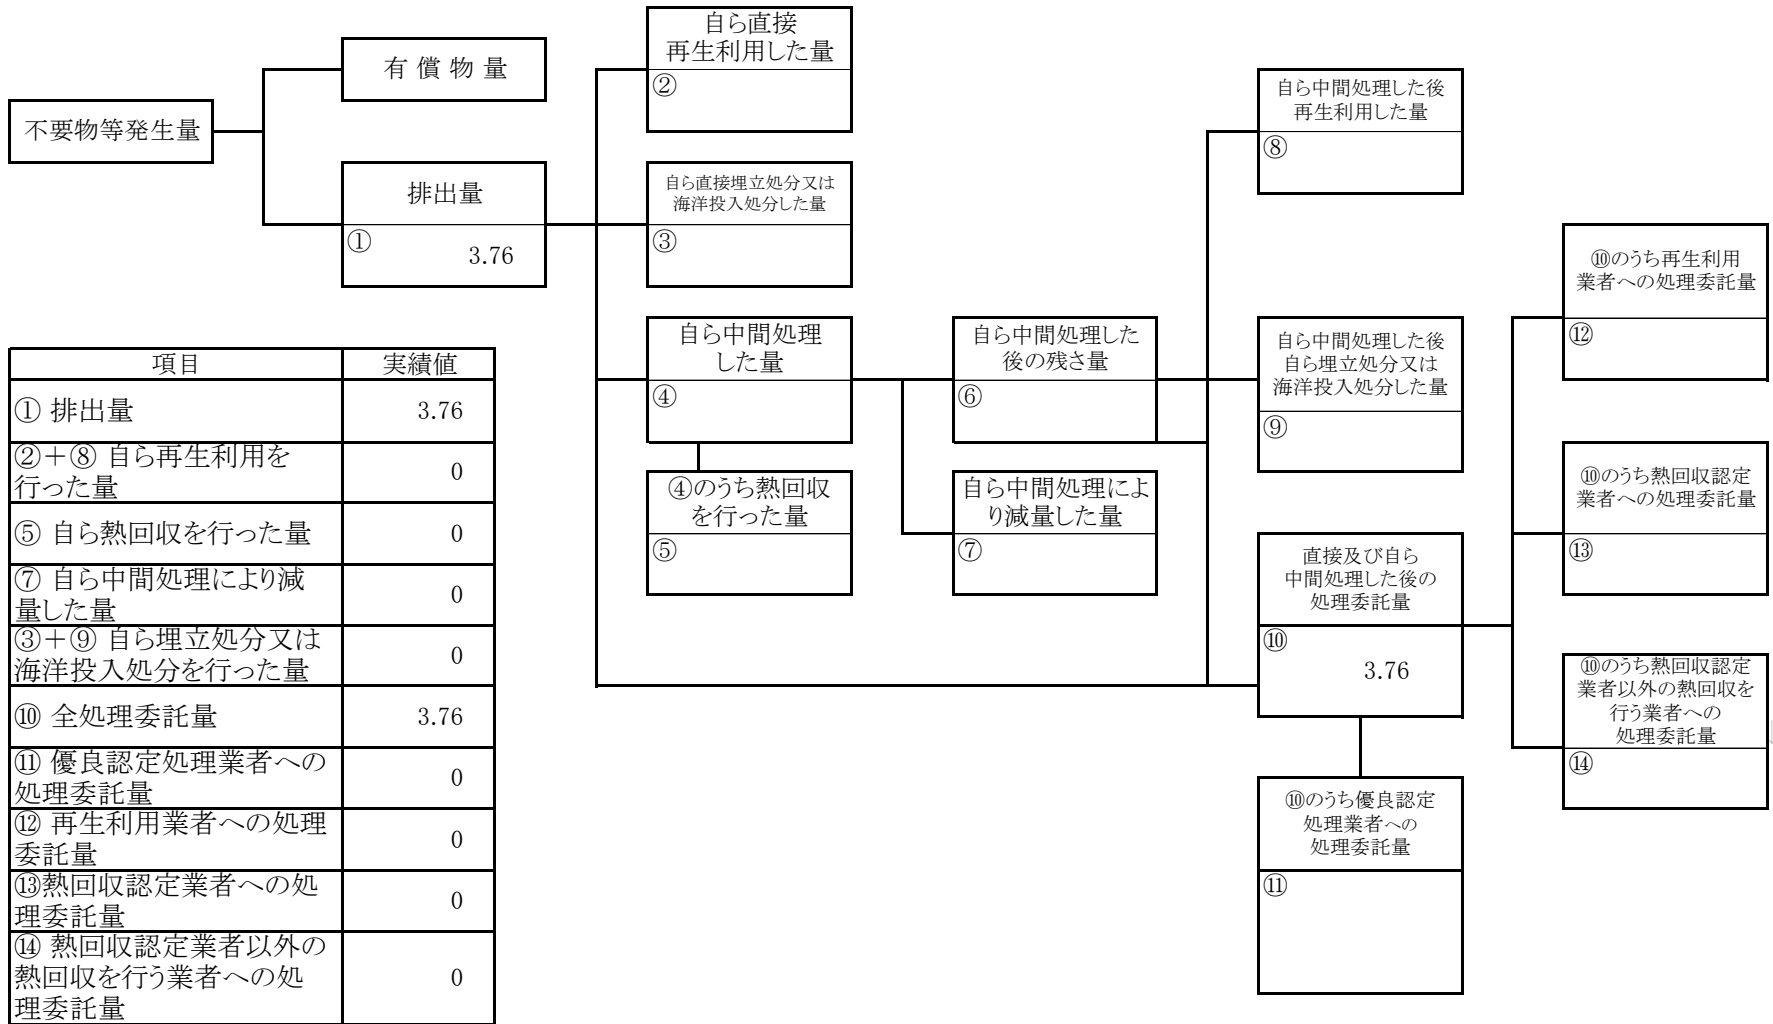 不要物等発生量
有 償 物 量
排出量
①
3.76
自ら直接
再生利用した量
②
自ら直接埋立処分又は
海洋投入処分した量
③
自ら中間処理
した量
④
④のうち熱回収
を行った量
⑤
自ら中間処理した
後の残さ量
⑥
自ら中間処理によ
り減量した量
⑦
自ら中間処理した後
再生利用した量
⑧
自ら中間処理した後
自ら埋立処分又は
海洋投入処分した量
⑨
直接及び自ら
中間処理した後の
処理委託量
⑩
3.76
⑩のうち優良認定
処理業者への
処理委託量
⑪
⑩のうち再生利用
業者への処理委託量
⑫
⑩のうち熱回収認定
業者への処理委託量
⑬
⑩のうち熱回収認定
業者以外の熱回収を
行う業者への
処理委託量
⑭
項目 実績値
① 排出量 3.76
②+⑧ 自ら再生利用を
行った量 0
⑤ 自ら熱回収を行った量 0
⑦ 自ら中間処理により減
量した量 0
③+⑨ 自ら埋立処分又は
海洋投入処分を行った量 0
⑩ 全処理委託量 3.76
⑪ 優良認定処理業者への
処理委託量 0
⑫ 再生利用業者への処理
委託量 0
⑬熱回収認定業者への処
理委託量 0
⑭ 熱回収認定業者以外の
熱回収を行う業者への処
理委託量 0